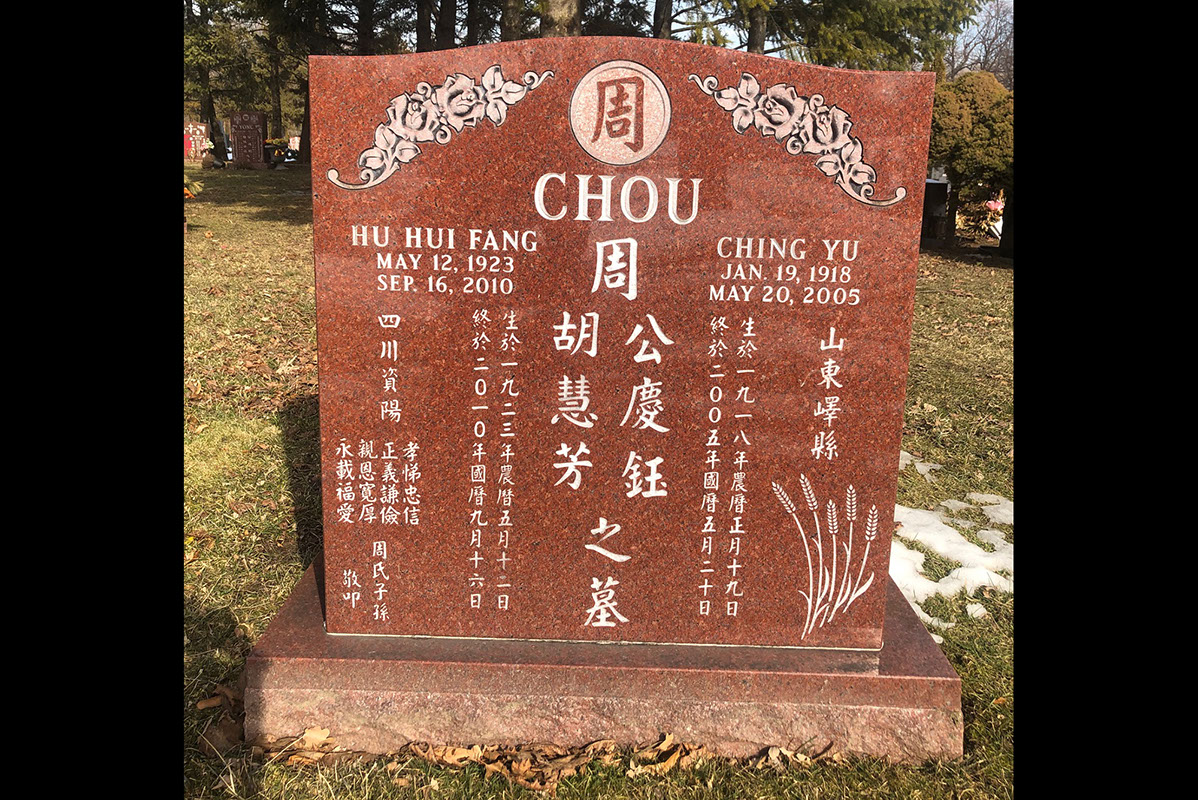 周
CHOU
HU HUI FANG
MAY 12, 1923
SEP. 16, 2010
CHING YU
JAN. 19, 1918
MAY 20, 2005
山東嶧縣
生於一九一八年農曆正月十九日
終於二00五年國曆五月二十日
周
公慶鈺
胡慧芳
之墓
生於一九二三年農曆五月十二日
終於二0一0年國曆九月十六日
四川資陽
孝悌忠信
正義謙儉
親恩寬厚
永載福愛
周氏子孫
敬叩